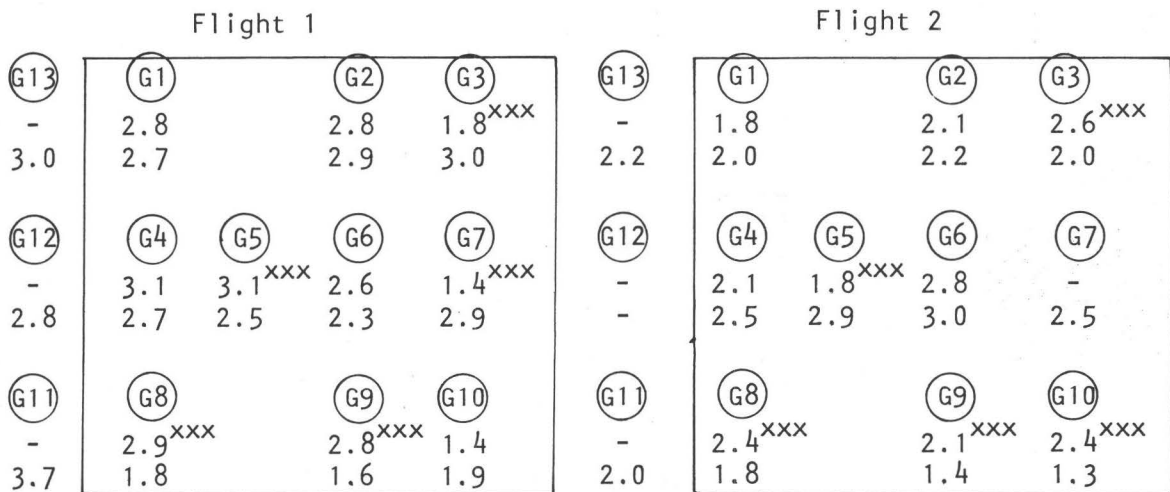 Flight 1 Flight 2
G13 G1 G2 G3 G13 G1 G2 G3
- 2.8 2.8 1.8xxx - 1.8 2.1 2.6xxx
3.0 2.7 2.9 3.0 2.2 2.0 2.2 2.0
G12 G4 G5 G6 G7 G12 G4 G5 G6 G7
- 3.1 3.1xxx 2.6 1.4xxx - 2.1 1.8xxx 2.8 -
2.8 2.7 2.5 2.3 2.9 - 2.5 2.9 3.0 2.5
G11 G8 G9 G10 G11 G8 G9 G10
- 2.9xxx 2.8xxx 1.4 - 2.4xxx 2.1xxx 2.4xxx
3.7 1.8 1.6 1.9 2.0 1.8 1.4 1.3